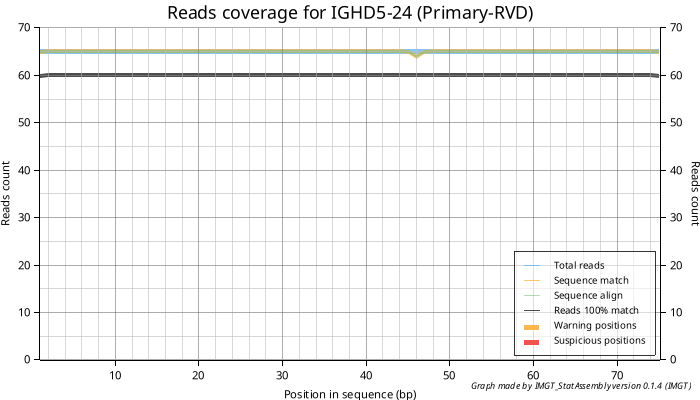 Reads coverage for IGHD5-24 (Primary-RVD)
70 70
60 60
50 50
40 40
30 30
20 20
10 10
0 0
Reads count
Reads count
Total reads
Sequence match
Sequence align
Reads 100% match
Warning positions
Suspicious positions
10 20 30 40 50 60 70
Position in sequence (bp)
Graph made by IMGT_StatAssembly version 0.1.4 (IMGT)